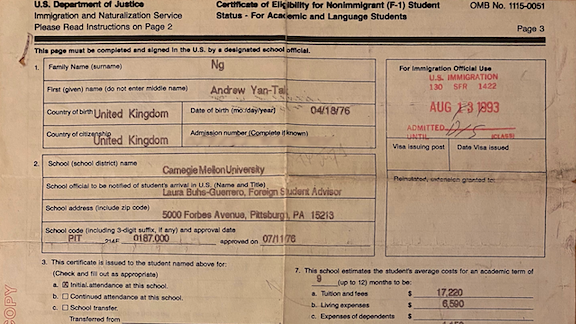 U.S. Department of Justice
Immigration and Naturalization Service
Please Read Instructions on Page 2
Certificate of Eligibility for Nonimmigrant (F-1) Student
Status - For Academic and Language Students
OMB No. 1115-0051
Page 3
This page must be completed and signed in the U.S. by a designated school official.
1. Family Name (surname)
Ng
First (given) name (do not enter middle name)
Andrew Yan-Tak
Country of birth United Kingdom
Date of birth (mo./day/year) 04/18/76
Country of citizenship United Kingdom
Admission number (Complete if known)
For Immigration Official Use
U.S. IMMIGRATION
130 SFR 1422
AUG 13 1993
ADMITTED D/S
UNTIL (CLASS)
Visa issuing post
Date Visa issued
Reinstated, extension granted to:
2. School (school district) name
Carnegie Mellon University
School official to be notified of student's arrival in U.S. (Name and Title)
Laura Buhs-Guerrero, Foreign Student Advisor
School address (include zip code)
5000 Forbes Avenue, Pittsburgh, PA 15213
School code (including 3-digit suffix, if any) and approval date
PIT 214F 0187.000 approved on 07/11/76
3. This certificate is issued to the student named above for:
(Check and fill out as appropriate)
a. ☒ Initial attendance at this school.
b. ☐ Continued attendance at this school.
c. ☐ School transfer.
Transferred from
7. This school estimates the student's average costs for an academic term of
9 (up to 12) months to be:
a. Tuition and fees $ 17,220
b. Living expenses $ 6,590
c. Expenses of dependents $
COPY